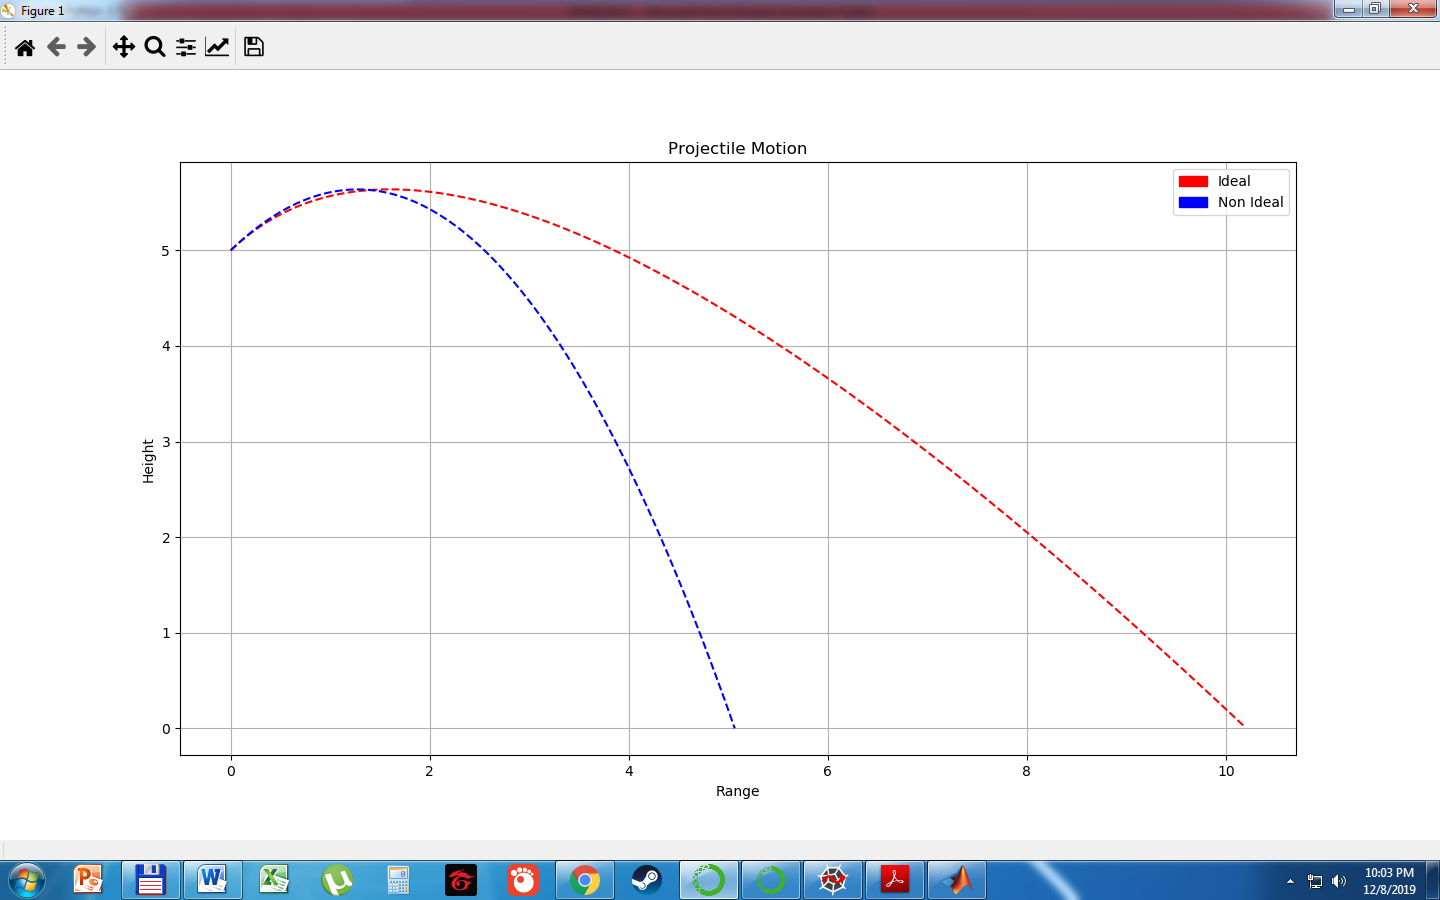 Figure 1
Projectile Motion
Ideal
Non Ideal
5
4
3
2
1
0
Height
0 2 4 6 8 10
Range
10:03 PM
12/8/2019